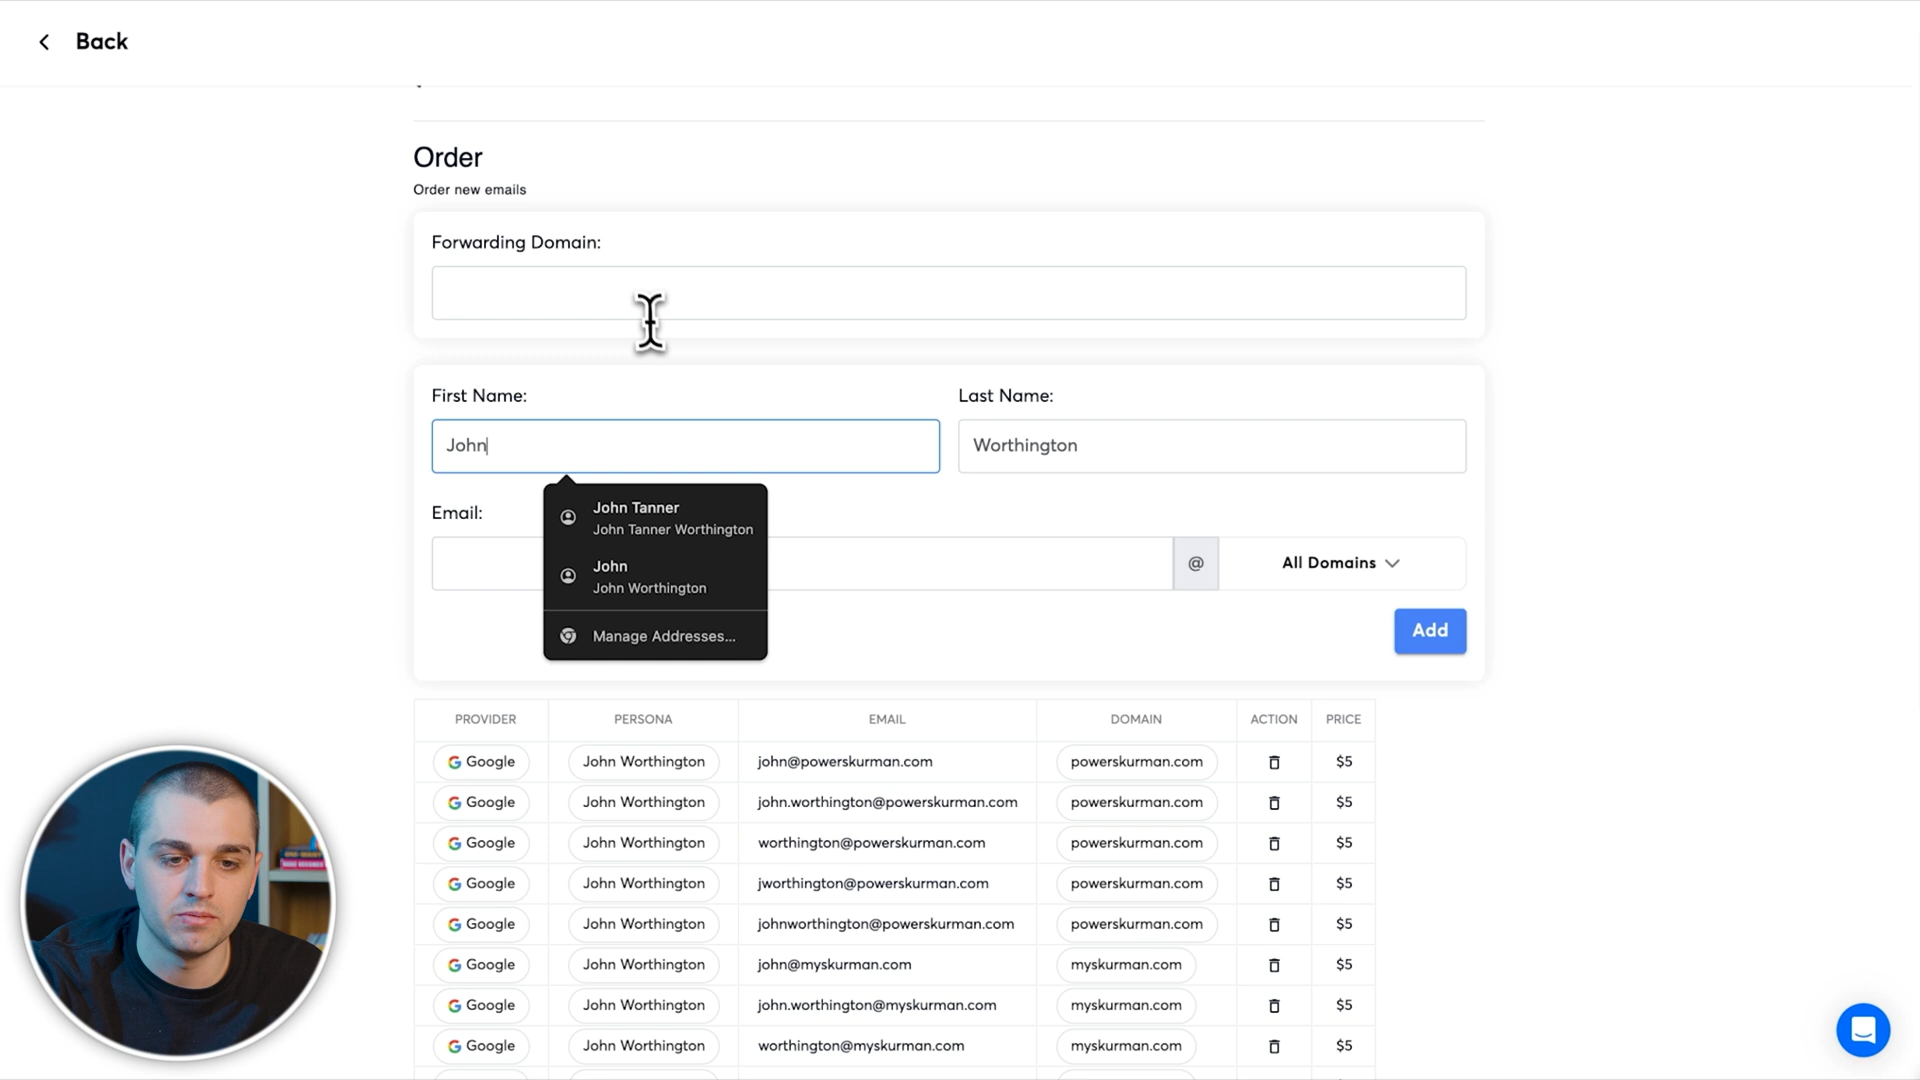 Back
Order
Order new emails
Forwarding Domain:
First Name:
Last Name:
John
Worthington
John Tanner
John Tanner Worthington
John
John Worthington
Manage Addresses...
Email:
@
All Domains
Add
PROVIDER PERSONA EMAIL DOMAIN ACTION PRICE
Google John Worthington john@powerskurman.com powerskurman.com $5
Google John Worthington john.worthington@powerskurman.com powerskurman.com $5
Google John Worthington worthington@powerskurman.com powerskurman.com $5
Google John Worthington jworthington@powerskurman.com powerskurman.com $5
Google John Worthington johnworthington@powerskurman.com powerskurman.com $5
Google John Worthington john@myskurman.com myskurman.com $5
Google John Worthington john.worthington@myskurman.com myskurman.com $5
Google John Worthington worthington@myskurman.com myskurman.com $5